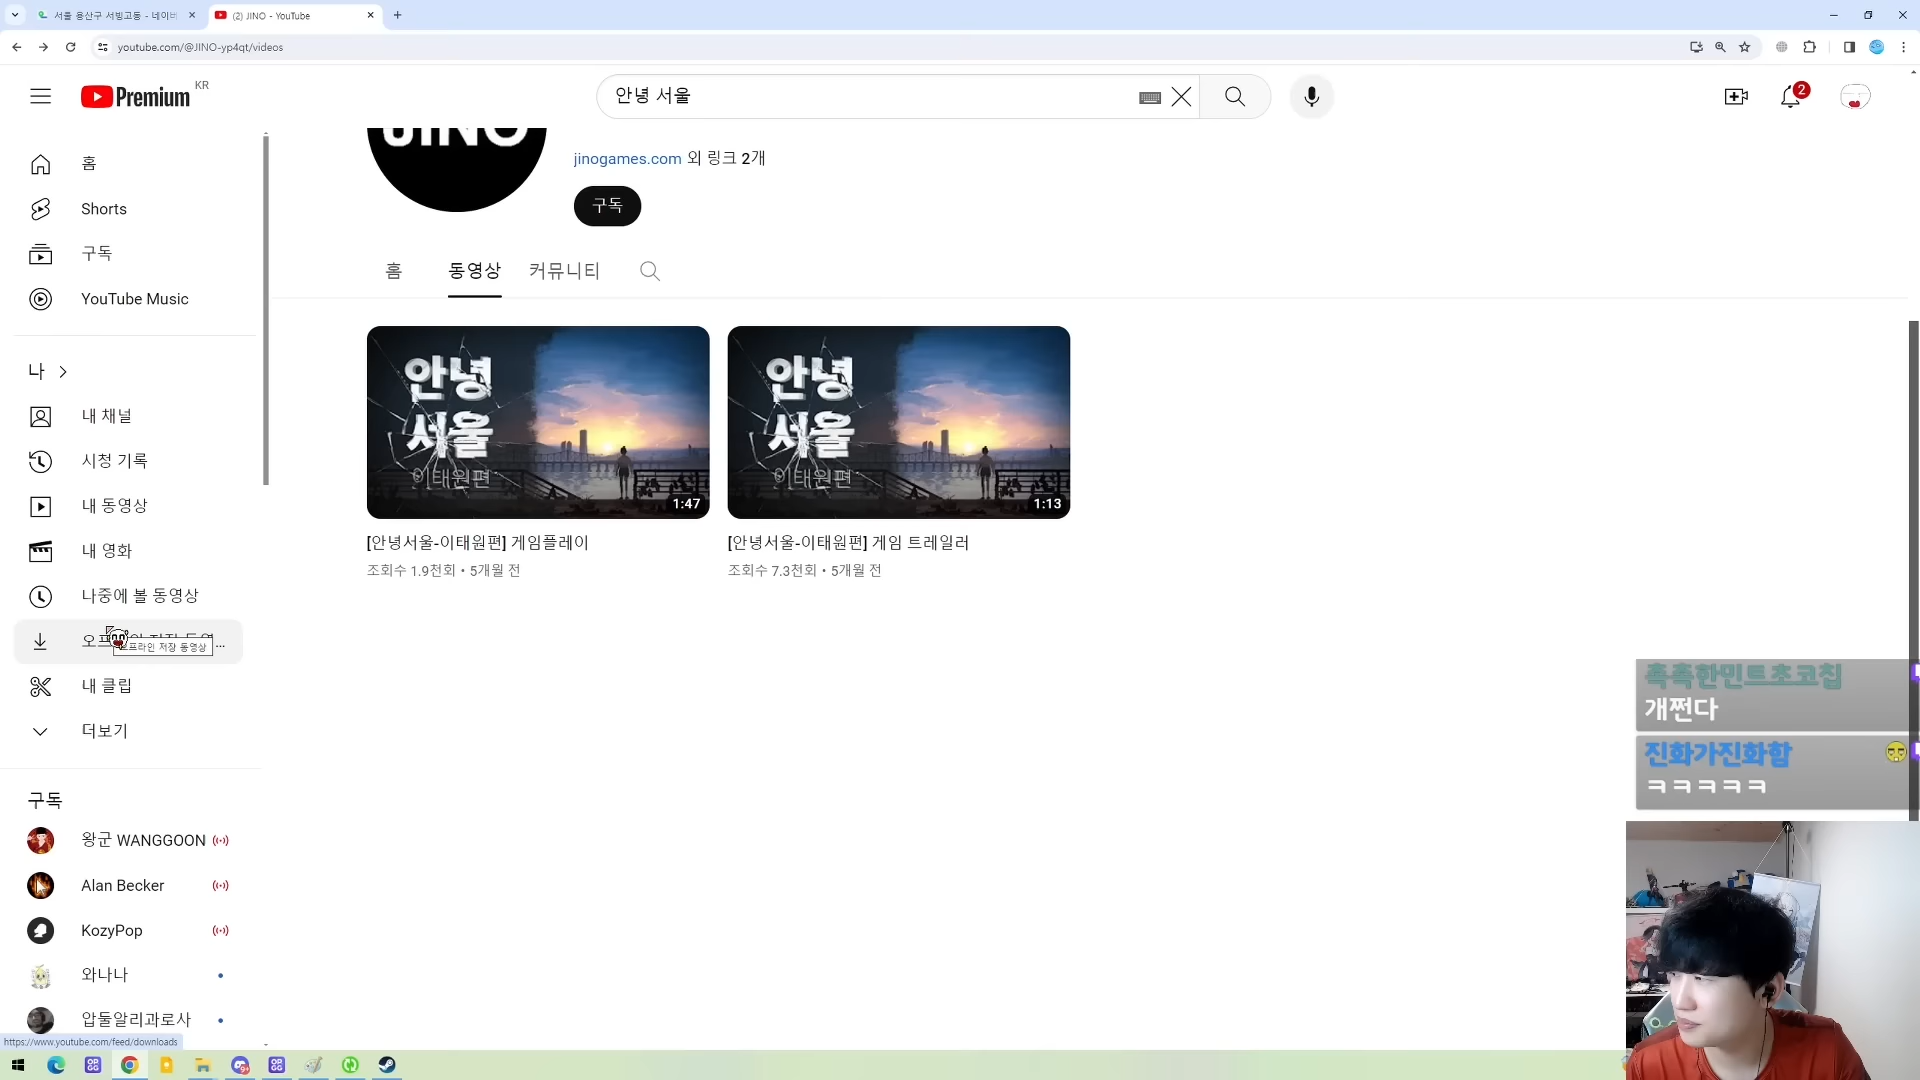 서울 용산구 서빙고동 - 네이버
(2) JINO - YouTube
youtube.com/@JINO-yp4qt/videos
Premium KR
안녕 서울
2
홈
Shorts
구독
YouTube Music
나
내 채널
시청 기록
내 동영상
내 영화
나중에 볼 동영상
오프라인 저장 동영상
내 클립
더보기
구독
왕군 WANGGOON
Alan Becker
KozyPop
와나나
압둘알리과로사
https://www.youtube.com/feed/downloads
JINO
jinogames.com 외 링크 2개
구독
홈
동영상
커뮤니티
안녕
서울
이태원편
1:47
[안녕서울-이태원편] 게임플레이
조회수 1.9천회 • 5개월 전
안녕
서울
이태원편
1:13
[안녕서울-이태원편] 게임 트레일러
조회수 7.3천회 • 5개월 전
촉촉한민트초코칩
개쩐다
진화가진화함
ㅋㅋㅋㅋㅋ
OP.GG
9+
OP.GG